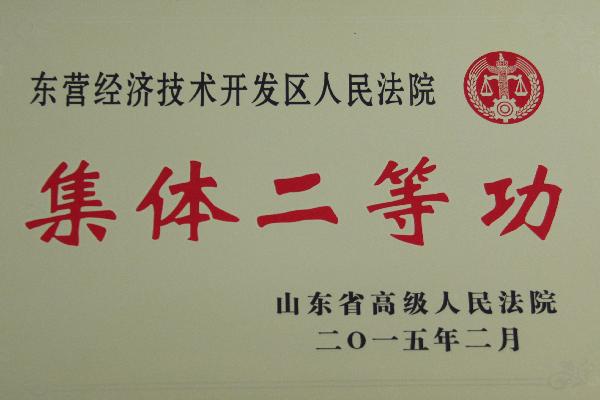 东营经济技术开发区人民法院
集体二等功
山东省高级人民法院
二〇一五年二月